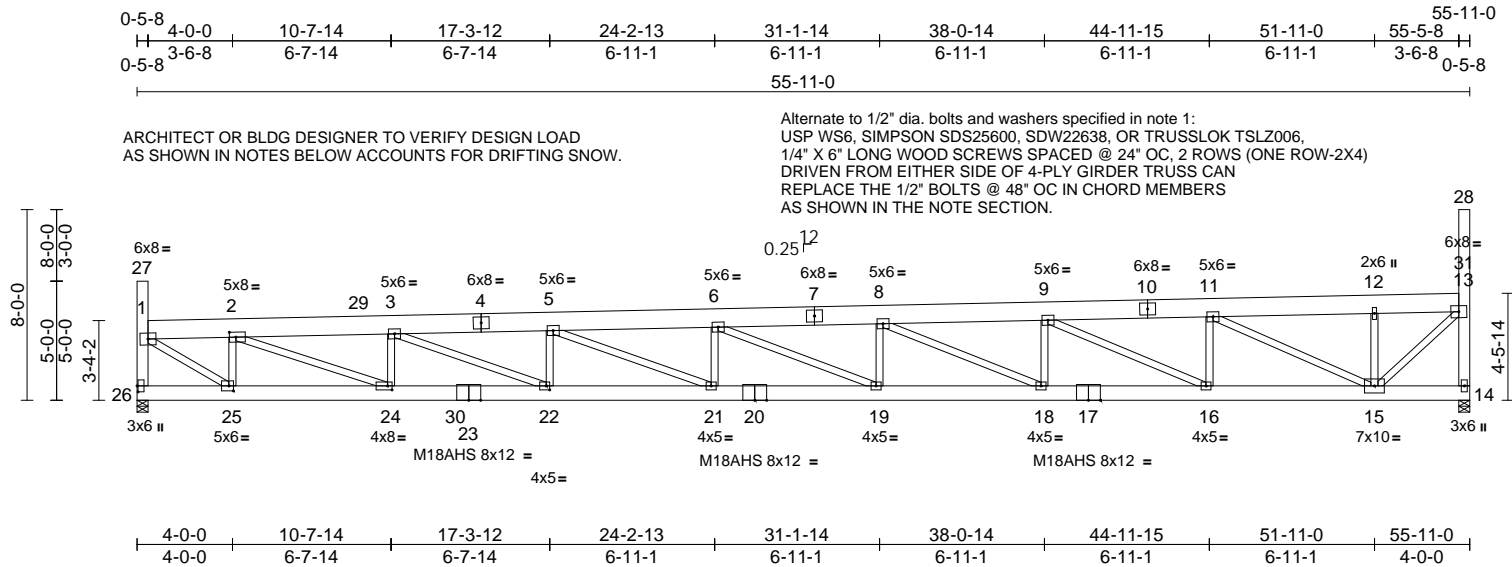 0-5-8 4-0-0 10-7-14 17-3-12 24-2-13 31-1-14 38-0-14 44-11-15 51-11-0 55-5-8 55-11-0
0-5-8 3-6-8 6-7-14 6-7-14 6-11-1 6-11-1 6-11-1 6-11-1 6-11-1 3-6-8 0-5-8
55-11-0
ARCHITECT OR BLDG DESIGNER TO VERIFY DESIGN LOAD
AS SHOWN IN NOTES BELOW ACCOUNTS FOR DRIFTING SNOW.
Alternate to 1/2" dia. bolts and washers specified in note 1:
USP WS6, SIMPSON SDS25600, SDW22638, OR TRUSSLOK TSLZ006,
1/4" X 6" LONG WOOD SCREWS SPACED @ 24" OC, 2 ROWS (ONE ROW-2X4)
DRIVEN FROM EITHER SIDE OF 4-PLY GIRDER TRUSS CAN
REPLACE THE 1/2" BOLTS @ 48" OC IN CHORD MEMBERS
AS SHOWN IN THE NOTE SECTION.
12
0.25
28
8-0-0
5-0-0
8-0-0
3-0-0
5-0-0
3-4-2
4-5-14
6x8 =
27
1
5x8 =
2
29
5x6 =
3
6x8 =
4
5x6 =
5
5x6 =
6
6x8 =
7
5x6 =
8
5x6 =
9
6x8 =
10
5x6 =
11
2x6 II
12
6x8 =
31
13
26
3x6 II
25
5x6 =
24
4x8 =
30
23
M18AHS 8x12 =
22
4x5 =
21
4x5 =
20
M18AHS 8x12 =
19
4x5 =
18
4x5 =
17
M18AHS 8x12 =
16
4x5 =
15
7x10 =
14
3x6 II
4-0-0 10-7-14 17-3-12 24-2-13 31-1-14 38-0-14 44-11-15 51-11-0 55-11-0
4-0-0 6-7-14 6-7-14 6-11-1 6-11-1 6-11-1 6-11-1 6-11-1 4-0-0